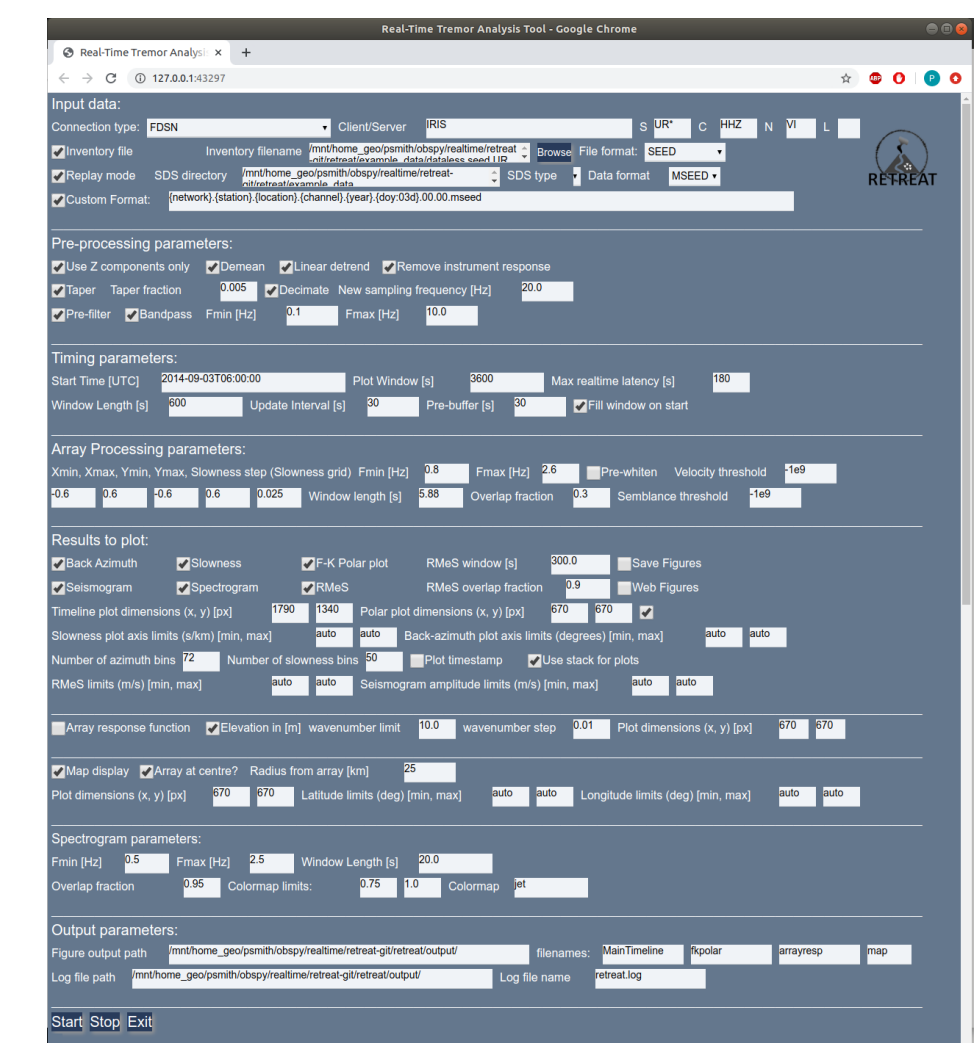 Real-Time Tremor Analysis Tool - Google Chrome
Real-Time Tremor Analysis
127.0.0.1:43297
ABP
P
Input data:
Connection type: FDSN Client/Server IRIS S UR* C HHZ N VI L
Inventory file Inventory filename /mnt/home_geo/psmith/obspy/realtime/retreat
-git/retreat/example_data/dataless.seed.UR Browse File format: SEED
Replay mode SDS directory /mnt/home_geo/psmith/obspy/realtime/retreat-
git/retreat/example_data SDS type Data format MSEED
RETREAT
Custom Format: {network}.{station}.{location}.{channel}.{year}.{doy:03d}.00.00.mseed
Pre-processing parameters:
Use Z components only Demean Linear detrend Remove instrument response
Taper Taper fraction 0.005 Decimate New sampling frequency [Hz] 20.0
Pre-filter Bandpass Fmin [Hz] 0.1 Fmax [Hz] 10.0
Timing parameters:
Start Time [UTC] 2014-09-03T06:00:00 Plot Window [s] 3600 Max realtime latency [s] 180
Window Length [s] 600 Update Interval [s] 30 Pre-buffer [s] 30 Fill window on start
Array Processing parameters:
Xmin, Xmax, Ymin, Ymax, Slowness step (Slowness grid) Fmin [Hz] 0.8 Fmax [Hz] 2.6 Pre-whiten Velocity threshold -1e9
-0.6 0.6 -0.6 0.6 0.025 Window length [s] 5.88 Overlap fraction 0.3 Semblance threshold -1e9
Results to plot:
Back Azimuth Slowness F-K Polar plot RMeS window [s] 300.0 Save Figures
Seismogram Spectrogram RMeS RMeS overlap fraction 0.9 Web Figures
Timeline plot dimensions (x, y) [px] 1790 1340 Polar plot dimensions (x, y) [px] 670 670
Slowness plot axis limits (s/km) [min, max] auto auto Back-azimuth plot axis limits (degrees) [min, max] auto auto
Number of azimuth bins 72 Number of slowness bins 50 Plot timestamp Use stack for plots
RMeS limits (m/s) [min, max] auto auto Seismogram amplitude limits (m/s) [min, max] auto auto
Array response function Elevation in [m] wavenumber limit 10.0 wavenumber step 0.01 Plot dimensions (x, y) [px] 670 670
Map display Array at centre? Radius from array [km] 25
Plot dimensions (x, y) [px] 670 670 Latitude limits (deg) [min, max] auto auto Longitude limits (deg) [min, max] auto auto
Spectrogram parameters:
Fmin [Hz] 0.5 Fmax [Hz] 2.5 Window Length [s] 20.0
Overlap fraction 0.95 Colormap limits: 0.75 1.0 Colormap jet
Output parameters:
Figure output path /mnt/home_geo/psmith/obspy/realtime/retreat-git/retreat/output/ filenames: MainTimeline fkpolar arrayresp map
Log file path /mnt/home_geo/psmith/obspy/realtime/retreat-git/retreat/output/ Log file name retreat.log
Start Stop Exit